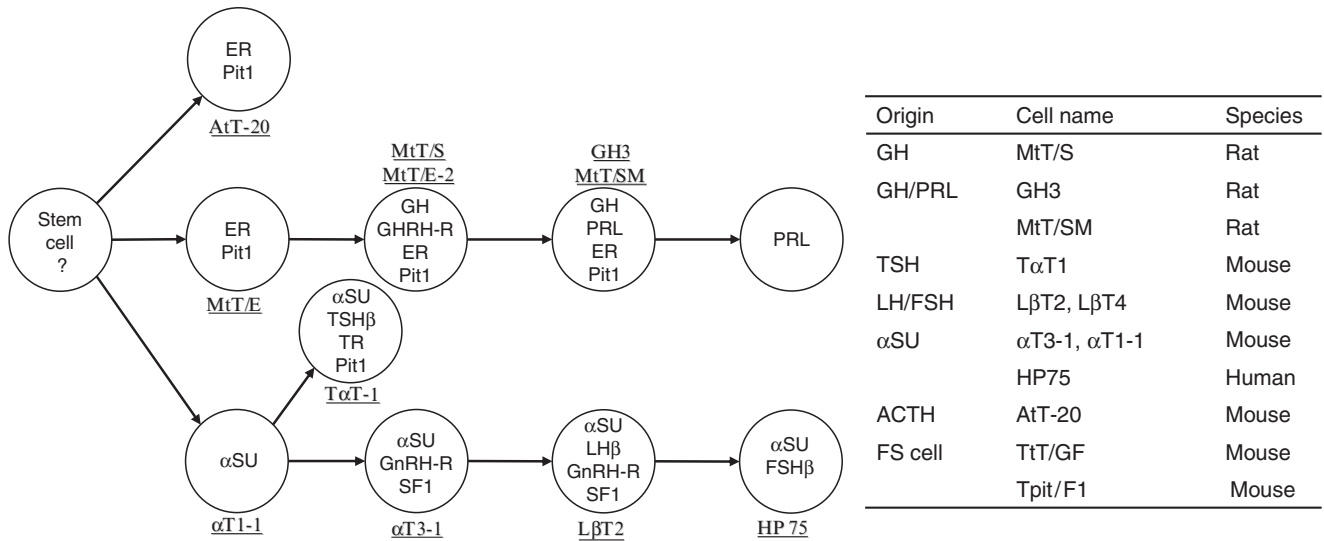 ER
Pit1
AtT-20
Stem
cell
?
ER
Pit1
MtT/E
MtT/S
MtT/E-2
GH
GHRH-R
ER
Pit1
GH3
MtT/SM
GH
PRL
ER
Pit1
PRL
αSU
TSHβ
TR
Pit1
TαT-1
αSU
αT1-1
αSU
GnRH-R
SF1
αT3-1
αSU
LHβ
GnRH-R
SF1
LβT2
αSU
FSHβ
HP 75
Origin Cell name Species
GH MtT/S Rat
GH/PRL GH3 Rat
MtT/SM Rat
TSH TαT1 Mouse
LH/FSH LβT2, LβT4 Mouse
αSU αT3-1, αT1-1 Mouse
HP75 Human
ACTH AtT-20 Mouse
FS cell TtT/GF Mouse
Tpit/F1 Mouse